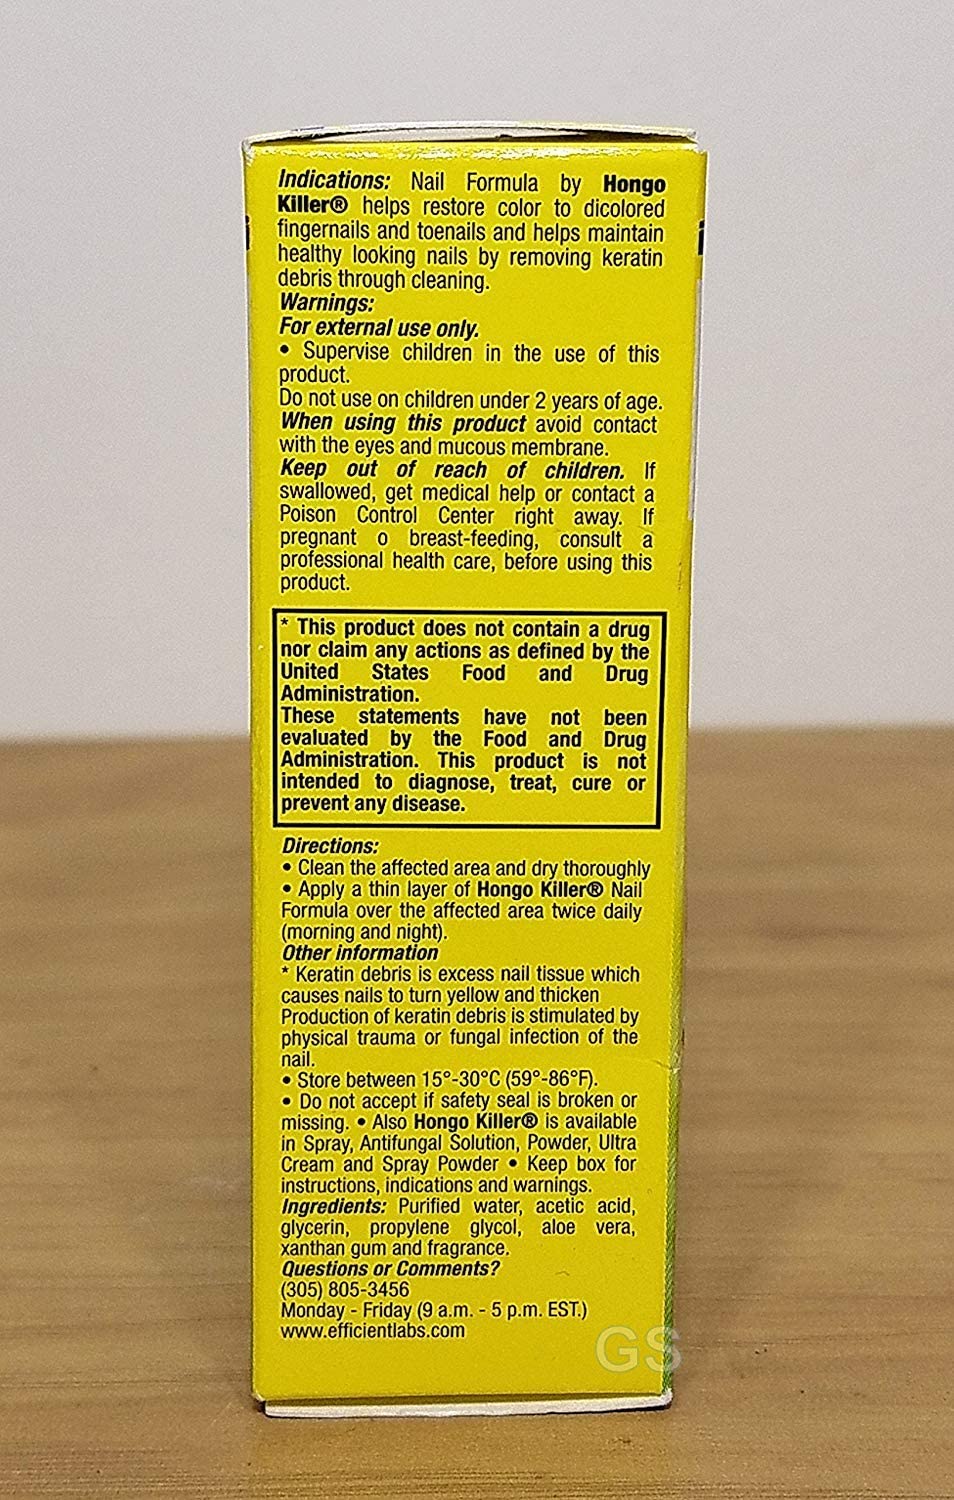 Indications: Nail Formula by Hongo
Killer® helps restore color to dicolored
fingernails and toenails and helps maintain
healthy looking nails by removing keratin
debris through cleaning.
Warnings:
For external use only.
• Supervise children in the use of this
product.
Do not use on children under 2 years of age.
When using this product avoid contact
with the eyes and mucous membrane.
Keep out of reach of children. If
swallowed, get medical help or contact a
Poison Control Center right away. If
pregnant o breast-feeding, consult a
professional health care, before using this
product.
* This product does not contain a drug
nor claim any actions as defined by the
United States Food and Drug
Administration.
These statements have not been
evaluated by the Food and Drug
Administration. This product is not
intended to diagnose, treat, cure or
prevent any disease.
Directions:
• Clean the affected area and dry thoroughly
• Apply a thin layer of Hongo Killer® Nail
Formula over the affected area twice daily
(morning and night).
Other information
* Keratin debris is excess nail tissue which
causes nails to turn yellow and thicken
Production of keratin debris is stimulated by
physical trauma or fungal infection of the
nail.
• Store between 15°-30°C (59°-86°F).
• Do not accept if safety seal is broken or
missing. • Also Hongo Killer® is available
in Spray, Antifungal Solution, Powder, Ultra
Cream and Spray Powder • Keep box for
instructions, indications and warnings.
Ingredients: Purified water, acetic acid,
glycerin, propylene glycol, aloe vera,
xanthan gum and fragrance.
Questions or Comments?
(305) 805-3456
Monday - Friday (9 a.m. - 5 p.m. EST.)
www.efficientlabs.com
GS